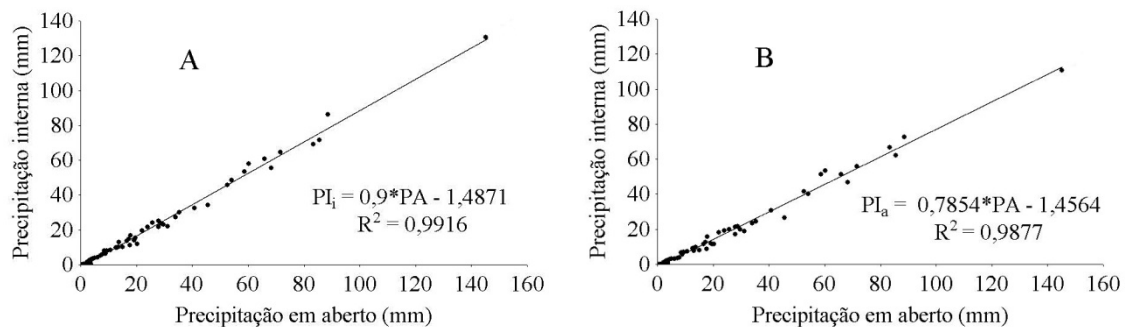 A
Precipitação interna (mm)
140
120
100
80
60
40
20
0
PIi = 0,9*PA - 1,4871
R² = 0,9916
0 20 40 60 80 100 120 140 160
Precipitação em aberto (mm)
B
Precipitação interna (mm)
140
120
100
80
60
40
20
0
PIa = 0,7854*PA - 1,4564
R² = 0,9877
0 20 40 60 80 100 120 140 160
Precipitação em aberto (mm)